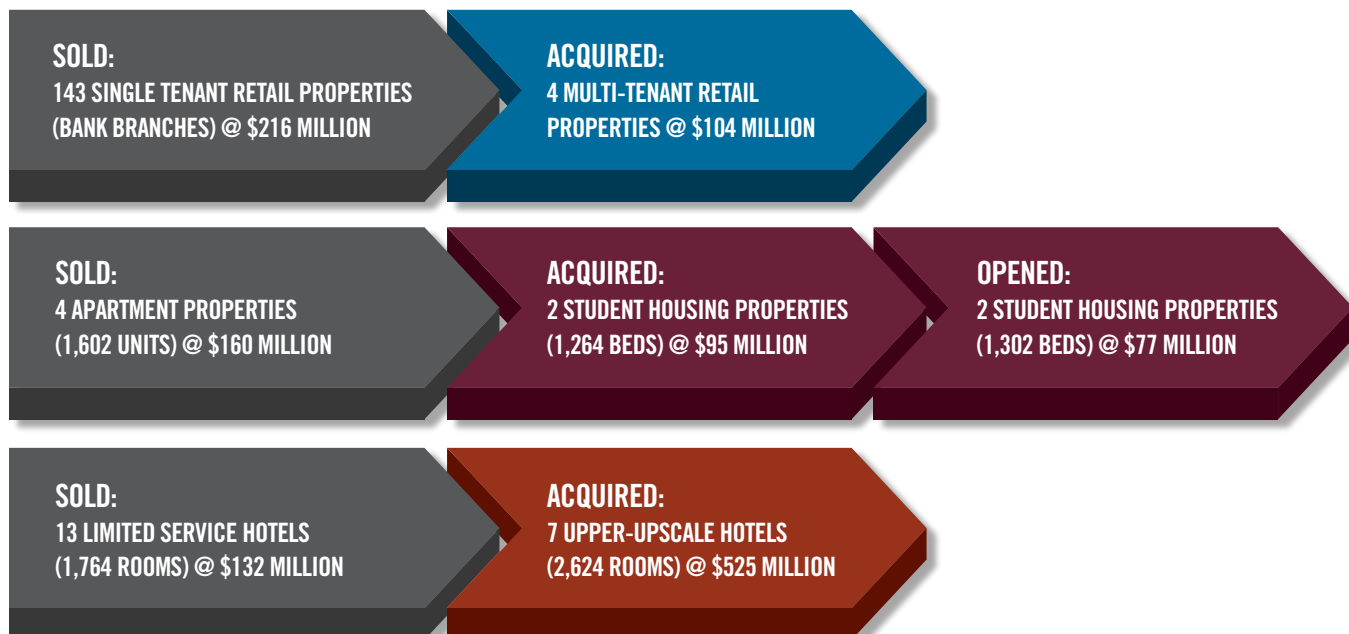 SOLD:
143 SINGLE TENANT RETAIL PROPERTIES
(BANK BRANCHES) @ $216 MILLION
ACQUIRED:
4 MULTI-TENANT RETAIL
PROPERTIES @ $104 MILLION
SOLD:
4 APARTMENT PROPERTIES
(1,602 UNITS) @ $160 MILLION
ACQUIRED:
2 STUDENT HOUSING PROPERTIES
(1,264 BEDS) @ $95 MILLION
OPENED:
2 STUDENT HOUSING PROPERTIES
(1,302 BEDS) @ $77 MILLION
SOLD:
13 LIMITED SERVICE HOTELS
(1,764 ROOMS) @ $132 MILLION
ACQUIRED:
7 UPPER-UPSCALE HOTELS
(2,624 ROOMS) @ $525 MILLION